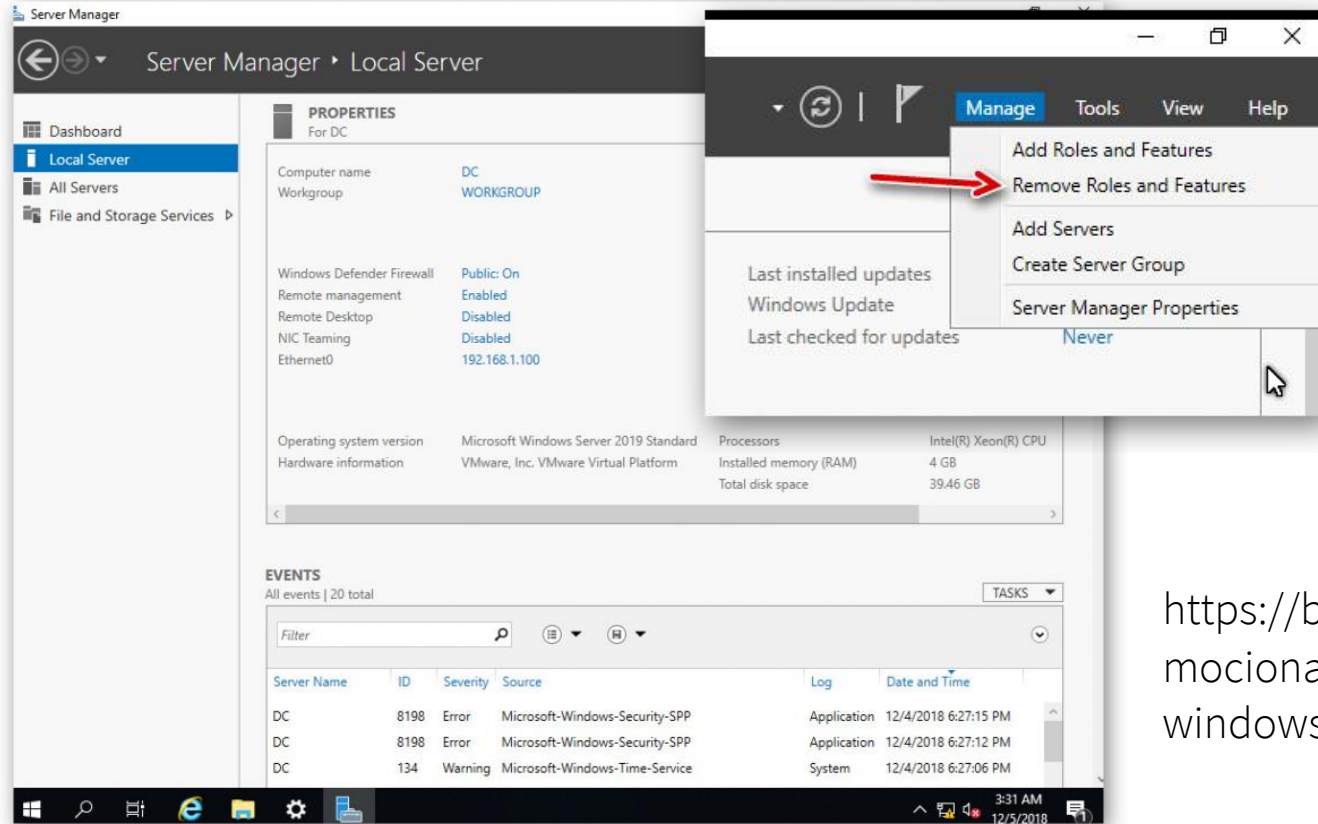 Server Manager
Server Manager • Local Server
Dashboard
Local Server
All Servers
File and Storage Services
PROPERTIES
For DC
Computer name DC
Workgroup WORKGROUP
Windows Defender Firewall Public: On
Remote management Enabled
Remote Desktop Disabled
NIC Teaming Disabled
Ethernet0 192.168.1.100
Operating system version Microsoft Windows Server 2019 Standard Processors Intel(R) Xeon(R) CPU
Hardware information VMware, Inc. VMware Virtual Platform Installed memory (RAM) 4 GB
Total disk space 39.46 GB
Manage Tools View Help
Add Roles and Features
Remove Roles and Features
Add Servers
Create Server Group
Server Manager Properties
Last installed updates
Windows Update
Last checked for updates Never
EVENTS
All events | 20 total TASKS
Filter
Server Name ID Severity Source Log Date and Time
DC 8198 Error Microsoft-Windows-Security-SPP Application 12/4/2018 6:27:15 PM
DC 8198 Error Microsoft-Windows-Security-SPP Application 12/4/2018 6:27:12 PM
DC 134 Warning Microsoft-Windows-Time-Service System 12/4/2018 6:27:06 PM
3:31 AM
12/5/2018
https://b
mociona
windows